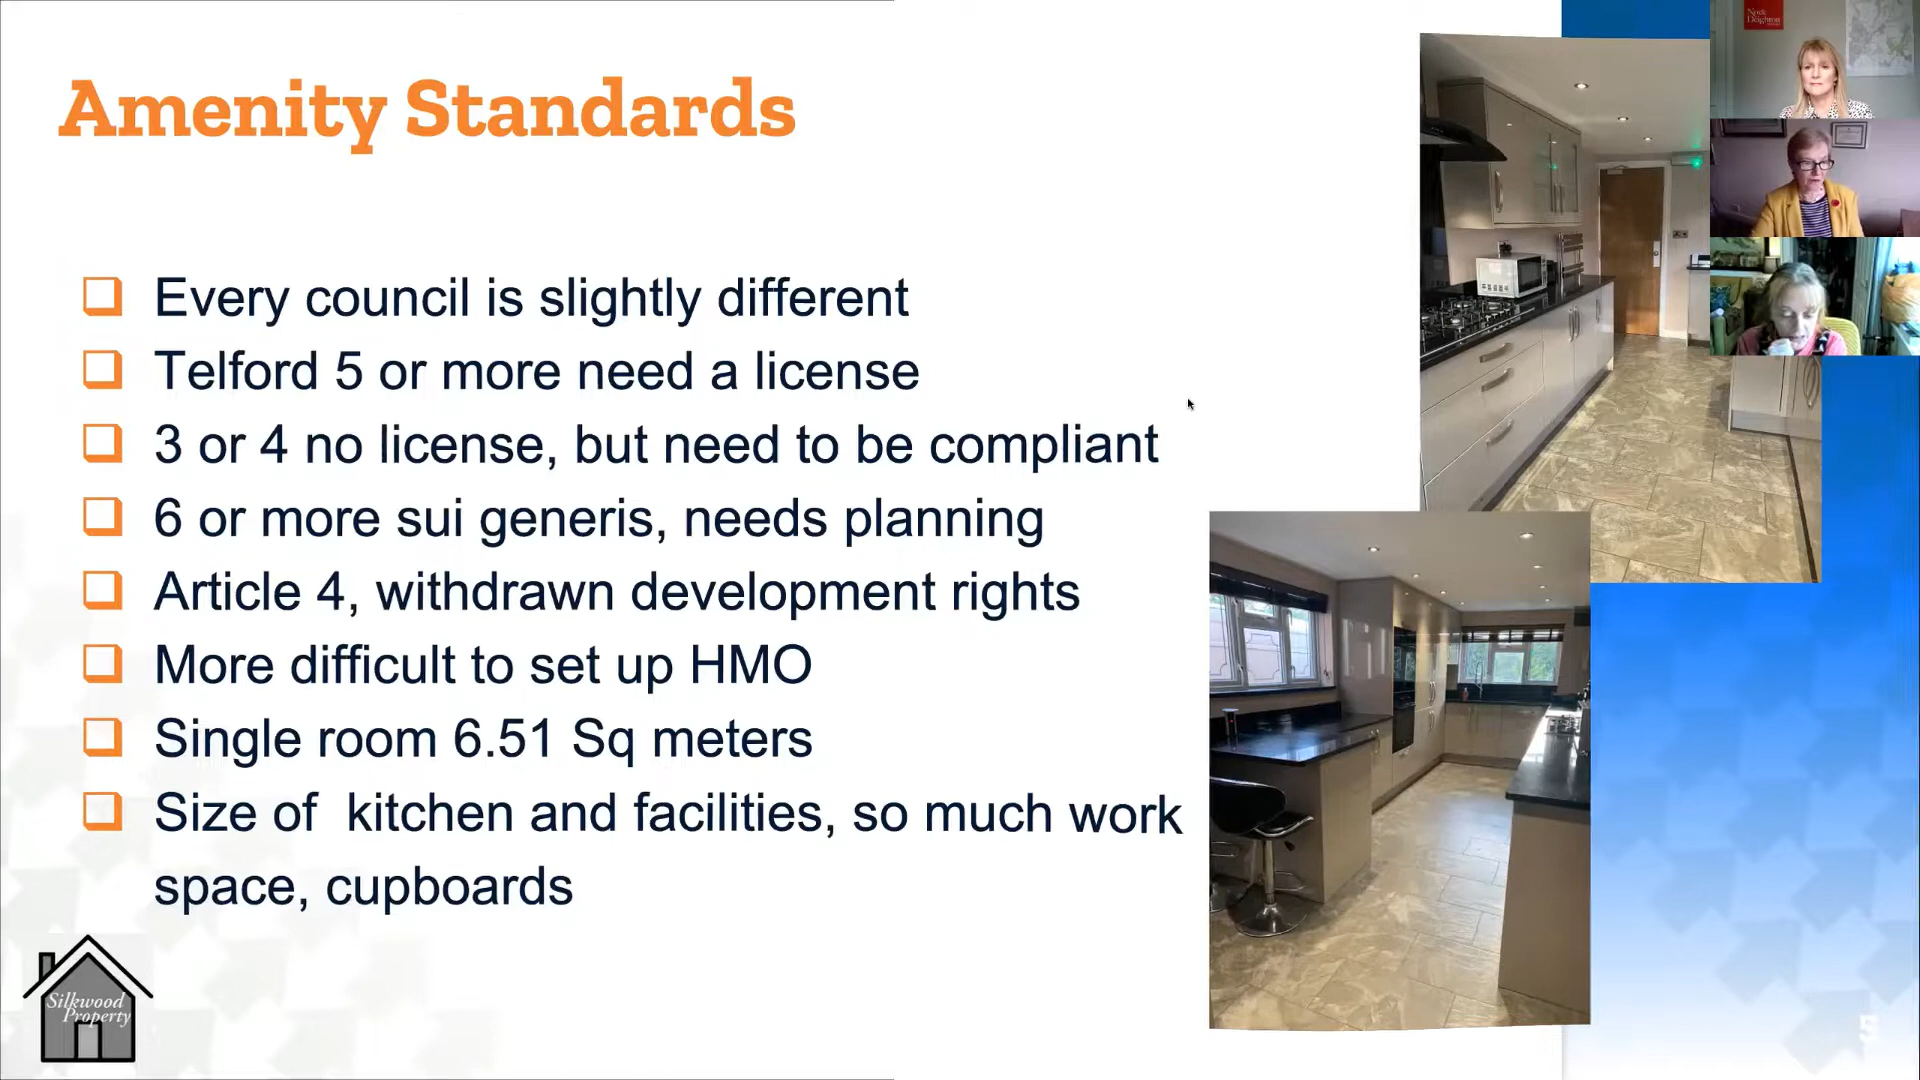 Amenity Standards
Every council is slightly different
Telford 5 or more need a license
3 or 4 no license, but need to be compliant
6 or more sui generis, needs planning
Article 4, withdrawn development rights
More difficult to set up HMO
Single room 6.51 Sq meters
Size of kitchen and facilities, so much work
space, cupboards
Silkwood
Property
Nock
Deighton
5